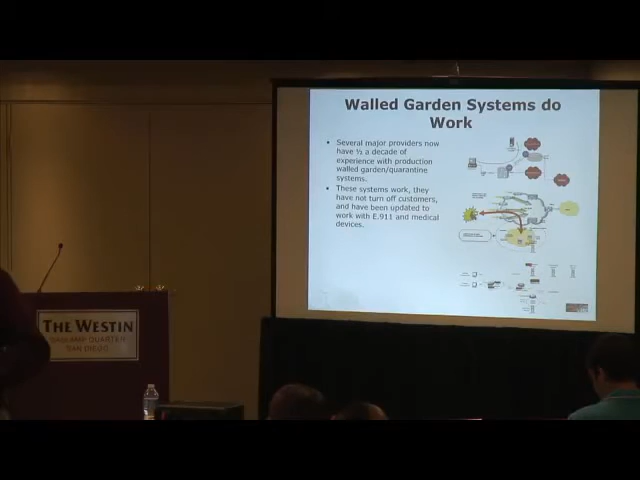 Walled Garden Systems do
Work
• Several major providers now
have ½ a decade of
experience with production
walled garden/quarantine
systems.
• These systems work, they
have not turn off customers,
and have been updated to
work with E.911 and medical
devices.
THE WESTIN
GASLAMP QUARTER
SAN DIEGO